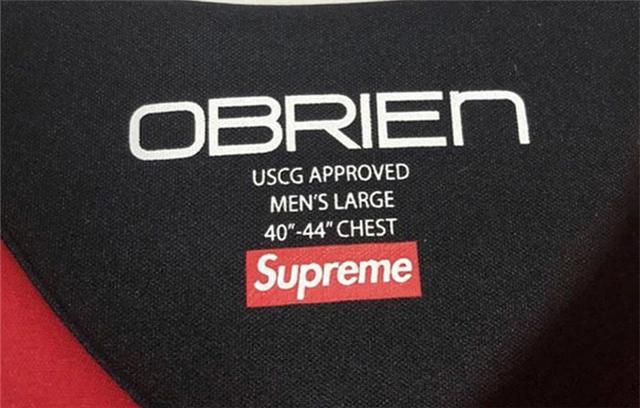 OBRIEN
USCG APPROVED
MEN'S LARGE
40"-44" CHEST
Supreme